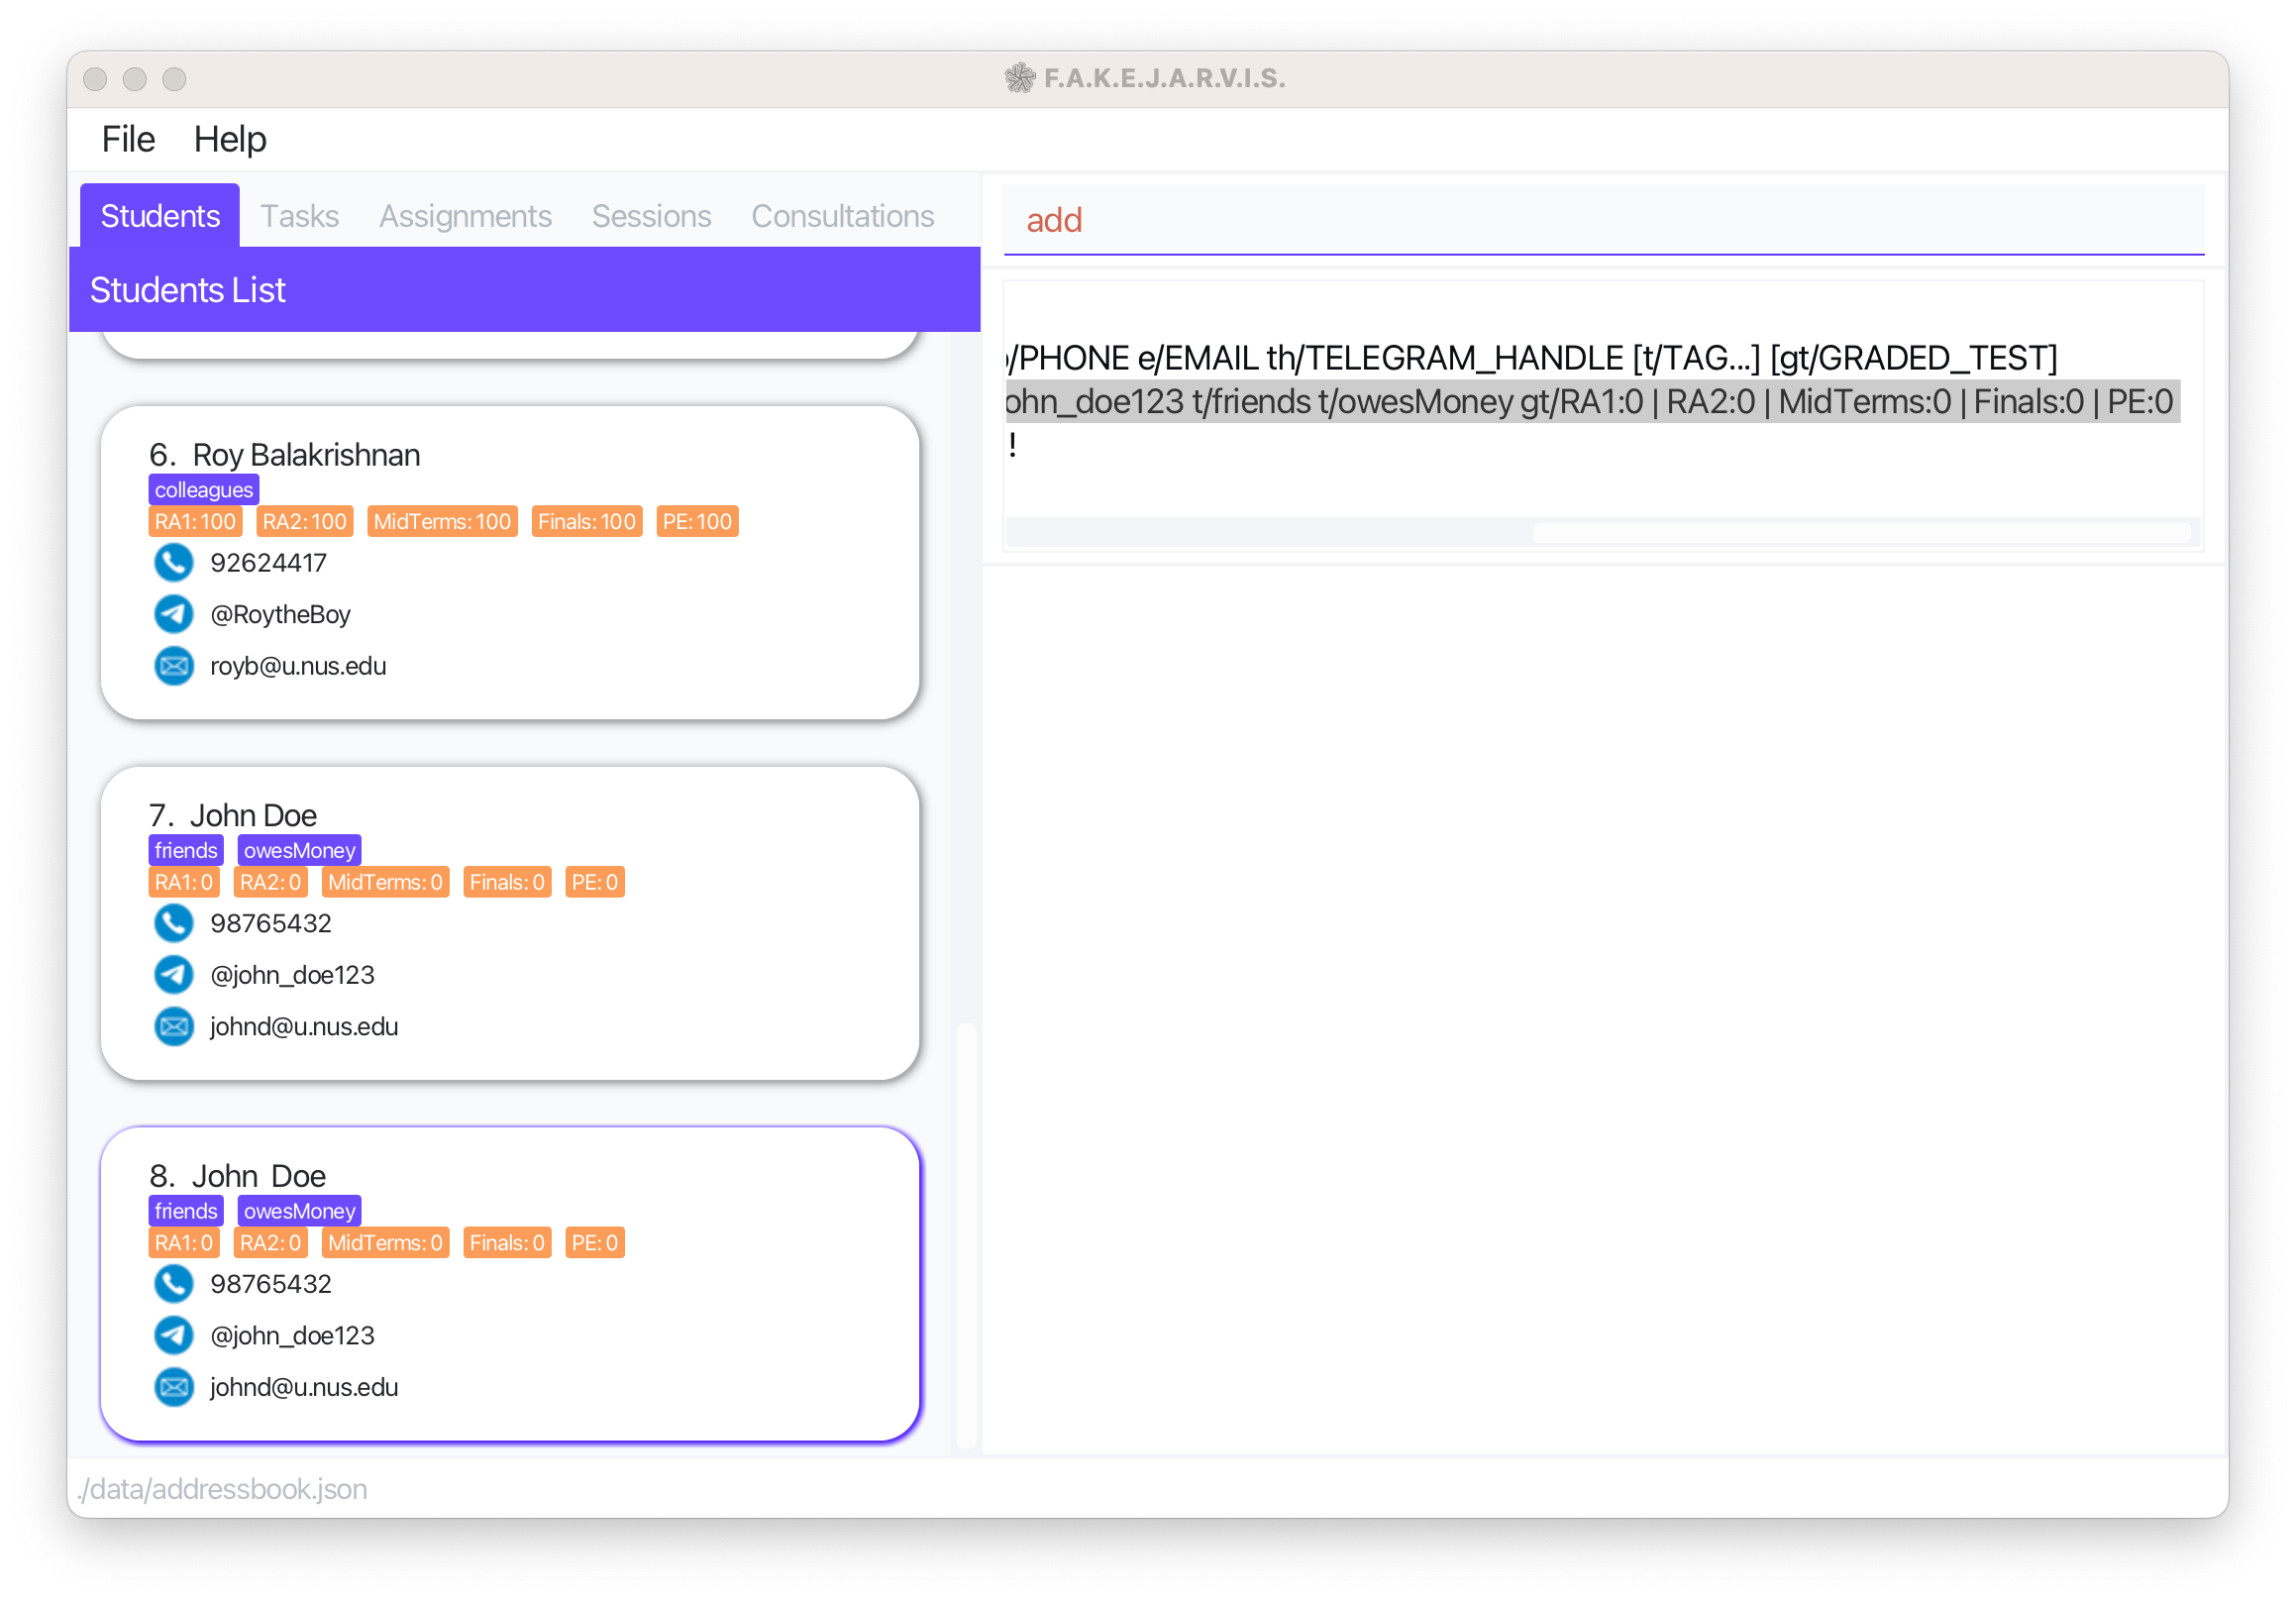 F.A.K.E.J.A.R.V.I.S.
File Help
Students Tasks Assignments Sessions Consultations
Students List
6. Roy Balakrishnan
colleagues
RA1: 100 RA2: 100 MidTerms: 100 Finals: 100 PE: 100
92624417
@RoytheBoy
royb@u.nus.edu
7. John Doe
friends owesMoney
RA1: 0 RA2: 0 MidTerms: 0 Finals: 0 PE: 0
98765432
@john_doe123
johnd@u.nus.edu
8. John  Doe
friends owesMoney
RA1: 0 RA2: 0 MidTerms: 0 Finals: 0 PE: 0
98765432
@john_doe123
johnd@u.nus.edu
./data/addressbook.json
add
/PHONE e/EMAIL th/TELEGRAM_HANDLE [t/TAG...] [gt/GRADED_TEST]
ohn_doe123 t/friends t/owesMoney gt/RA1:0 | RA2:0 | MidTerms:0 | Finals:0 | PE:0
!